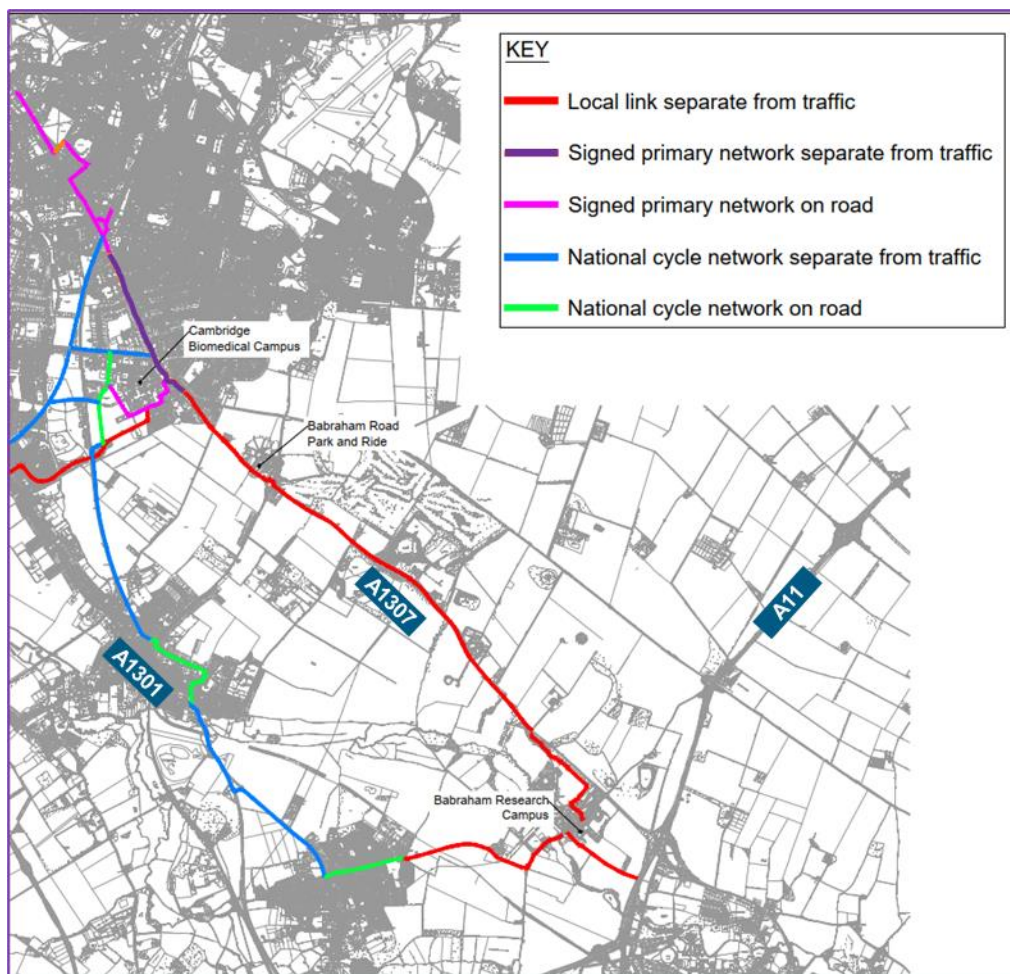 KEY
Local link separate from traffic
Signed primary network separate from traffic
Signed primary network on road
National cycle network separate from traffic
National cycle network on road
Cambridge
Biomedical Campus
Babraham Road
Park and Ride
A1307
A11
A1301
Babraham Research
Campus